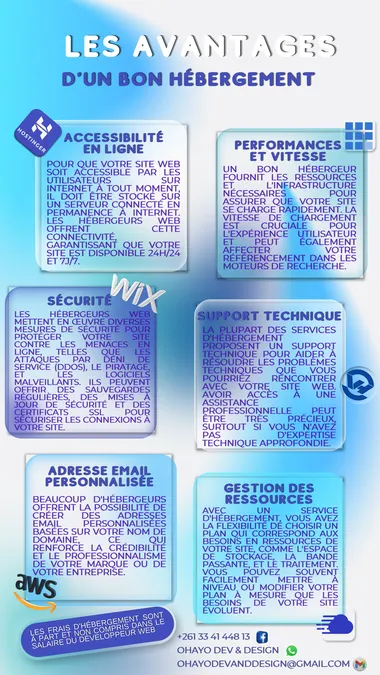 LES AVANTAGES
D'UN BON HÉBERGEMENT
HOSTINGER
ACCESSIBILITÉ
EN LIGNE
POUR QUE VOTRE SITE WEB
SOIT ACCESSIBLE PAR LES
UTILISATEURS SUR
INTERNET À TOUT MOMENT,
IL DOIT ÊTRE STOCKÉ SUR
UN SERVEUR CONNECTÉ EN
PERMANENCE À INTERNET.
LES HÉBERGEURS WEB
OFFRENT CETTE
CONNECTIVITÉ,
GARANTISSANT QUE VOTRE
SITE EST DISPONIBLE 24H/24
ET 7J/7.
PERFORMANCES
ET VITESSE
UN BON HÉBERGEUR
FOURNIT LES RESSOURCES
ET L'INFRASTRUCTURE
NÉCESSAIRES POUR
ASSURER QUE VOTRE SITE
SE CHARGE RAPIDEMENT. LA
VITESSE DE CHARGEMENT
EST CRUCIALE POUR
L'EXPÉRIENCE UTILISATEUR
ET PEUT ÉGALEMENT
AFFECTER VOTRE
RÉFÉRENCEMENT DANS LES
MOTEURS DE RECHERCHE.
WIX
SÉCURITÉ
LES HÉBERGEURS WEB
METTENT EN ŒUVRE DIVERSES
MESURES DE SÉCURITÉ POUR
PROTÉGER VOTRE SITE
CONTRE LES MENACES EN
LIGNE, TELLES QUE LES
ATTAQUES PAR DÉNI DE
SERVICE (DDOS), LE PIRATAGE,
ET LES LOGICIELS
MALVEILLANTS. ILS PEUVENT
OFFRIR DES SAUVEGARDES
RÉGULIÈRES, DES MISES À
JOUR DE SÉCURITÉ ET DES
CERTIFICATS SSL POUR
SÉCURISER LES CONNEXIONS À
VOTRE SITE.
SUPPORT TECHNIQUE
LA PLUPART DES SERVICES
D'HÉBERGEMENT
PROPOSENT UN SUPPORT
TECHNIQUE POUR AIDER À
RÉSOUDRE LES PROBLÈMES
TECHNIQUES QUE VOUS
POURRIEZ RENCONTRER
AVEC VOTRE SITE WEB.
AVOIR ACCÈS À UNE
ASSISTANCE
PROFESSIONNELLE PEUT
ÊTRE TRÈS PRÉCIEUX,
SURTOUT SI VOUS N'AVEZ
PAS D'EXPERTISE
TECHNIQUE APPROFONDIE.
ADRESSE EMAIL
PERSONNALISÉE
BEAUCOUP D'HÉBERGEURS
OFFRENT LA POSSIBILITÉ DE
CRÉER DES ADRESSES
EMAIL PERSONNALISÉES
BASÉES SUR VOTRE NOM DE
DOMAINE, CE QUI
RENFORCE LA CRÉDIBILITÉ
ET LE PROFESSIONNALISME
DE VOTRE MARQUE OU DE
VOTRE ENTREPRISE.
GESTION DES
RESSOURCES
AVEC UN SERVICE
D'HÉBERGEMENT, VOUS AVEZ
LA FLEXIBILITÉ DE CHOISIR UN
PLAN QUI CORRESPOND AUX
BESOINS EN RESSOURCES DE
VOTRE SITE, COMME L'ESPACE
DE STOCKAGE, LA BANDE
PASSANTE, ET LE TRAITEMENT.
VOUS POUVEZ SOUVENT
FACILEMENT METTRE À
NIVEAU OU MODIFIER VOTRE
PLAN À MESURE QUE LES
BESOINS DE VOTRE SITE
ÉVOLUENT.
aws
LES FRAIS D'HÉBERGEMENT SONT
À PART ET NON COMPRIS DANS LE
SALAIRE DU DÉVELOPPEUR WEB
+261 33 41 448 13
OHAYO DEV & DESIGN
OHAYODEVANDDESIGN@GMAIL.COM